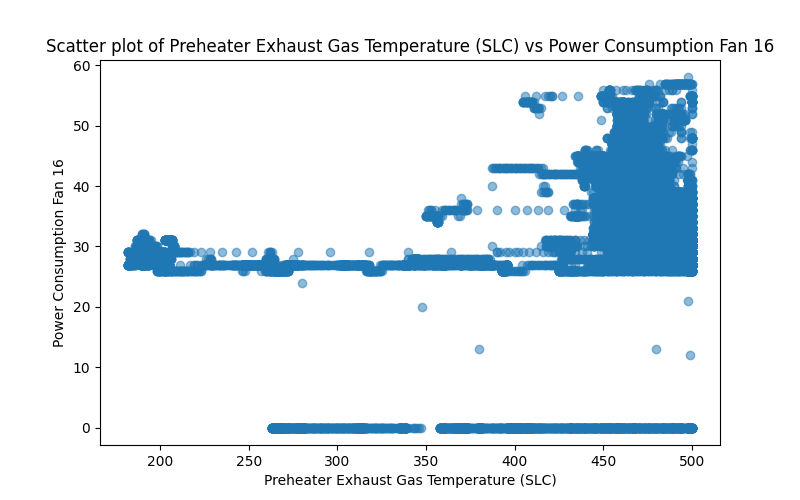 Scatter plot of Preheater Exhaust Gas Temperature (SLC) vs Power Consumption Fan 16
60
50
40
30
20
10
0
Power Consumption Fan 16
200 250 300 350 400 450 500
Preheater Exhaust Gas Temperature (SLC)